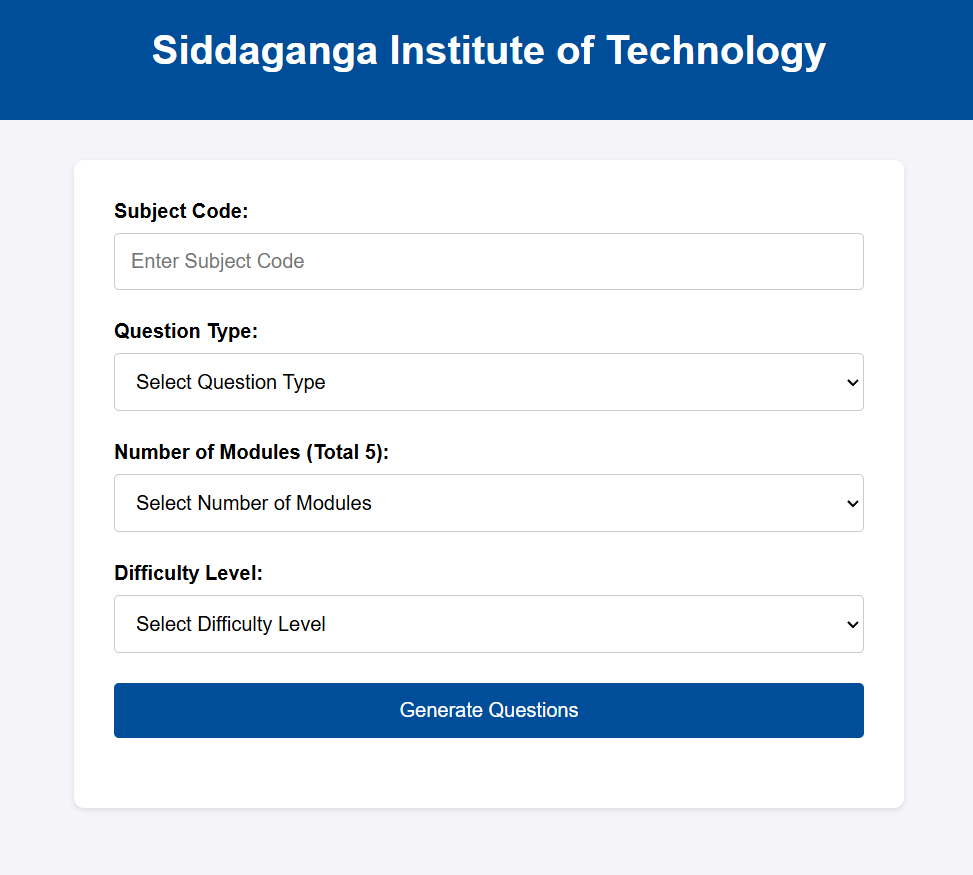 Siddaganga Institute of Technology
Subject Code:
Enter Subject Code
Question Type:
Select Question Type
Number of Modules (Total 5):
Select Number of Modules
Difficulty Level:
Select Difficulty Level
Generate Questions